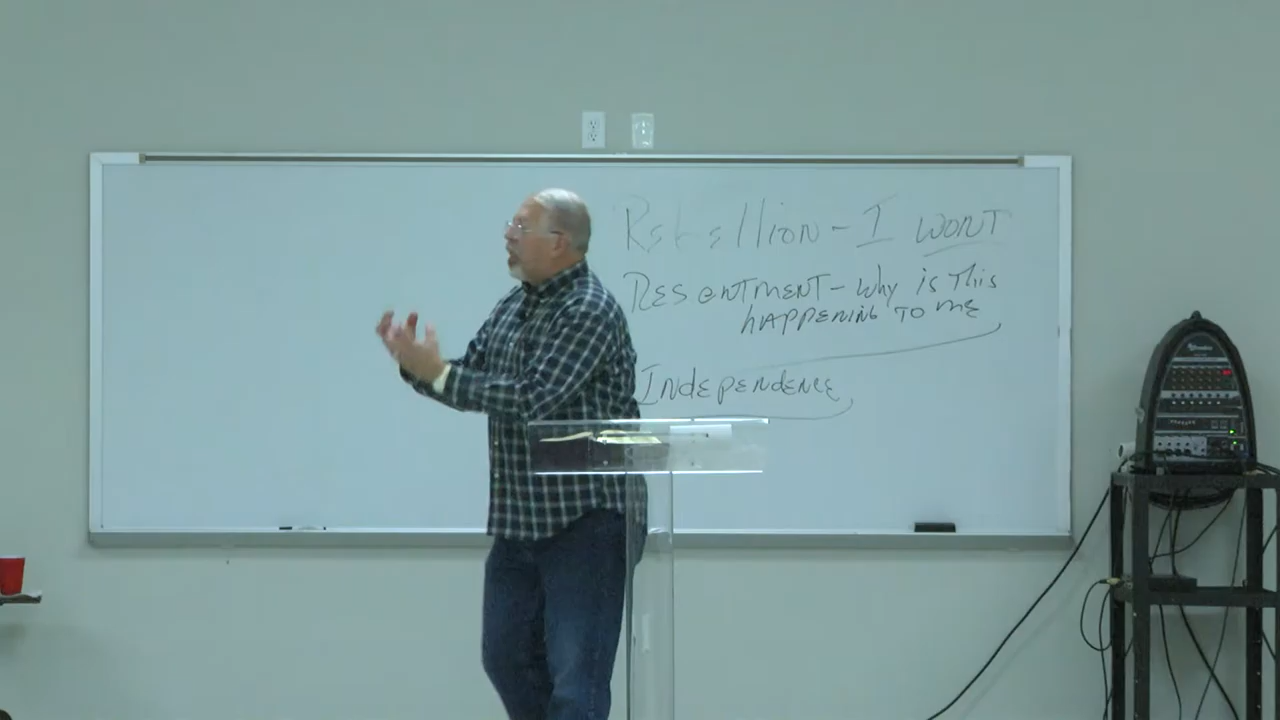 Rebellion - I WONT
RESENTMENT - Why is This
HAPPENING TO ME
INdEpENdENCE